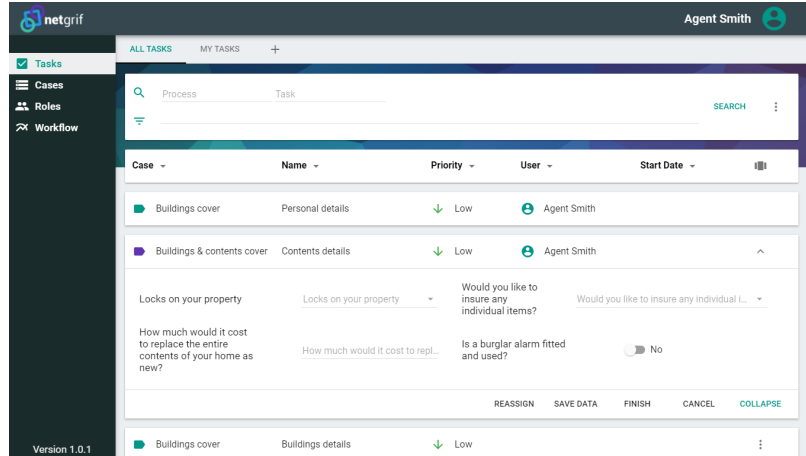 netgrif
Agent Smith
ALL TASKS MY TASKS +
Tasks
Cases
Roles
Workflow
Process Task
SEARCH
Case Name Priority User Start Date
Buildings cover Personal details Low Agent Smith
Buildings & contents cover Contents details Low Agent Smith
Locks on your property Locks on your property
Would you like to
insure any
individual items?
Would you like to insure any individual i...
How much would it cost
to replace the entire
contents of your home as
new?
How much would it cost to repl...
Is a burglar alarm fitted
and used?
No
REASSIGN SAVE DATA FINISH CANCEL COLLAPSE
Buildings cover Buildings details Low
Version 1.0.1